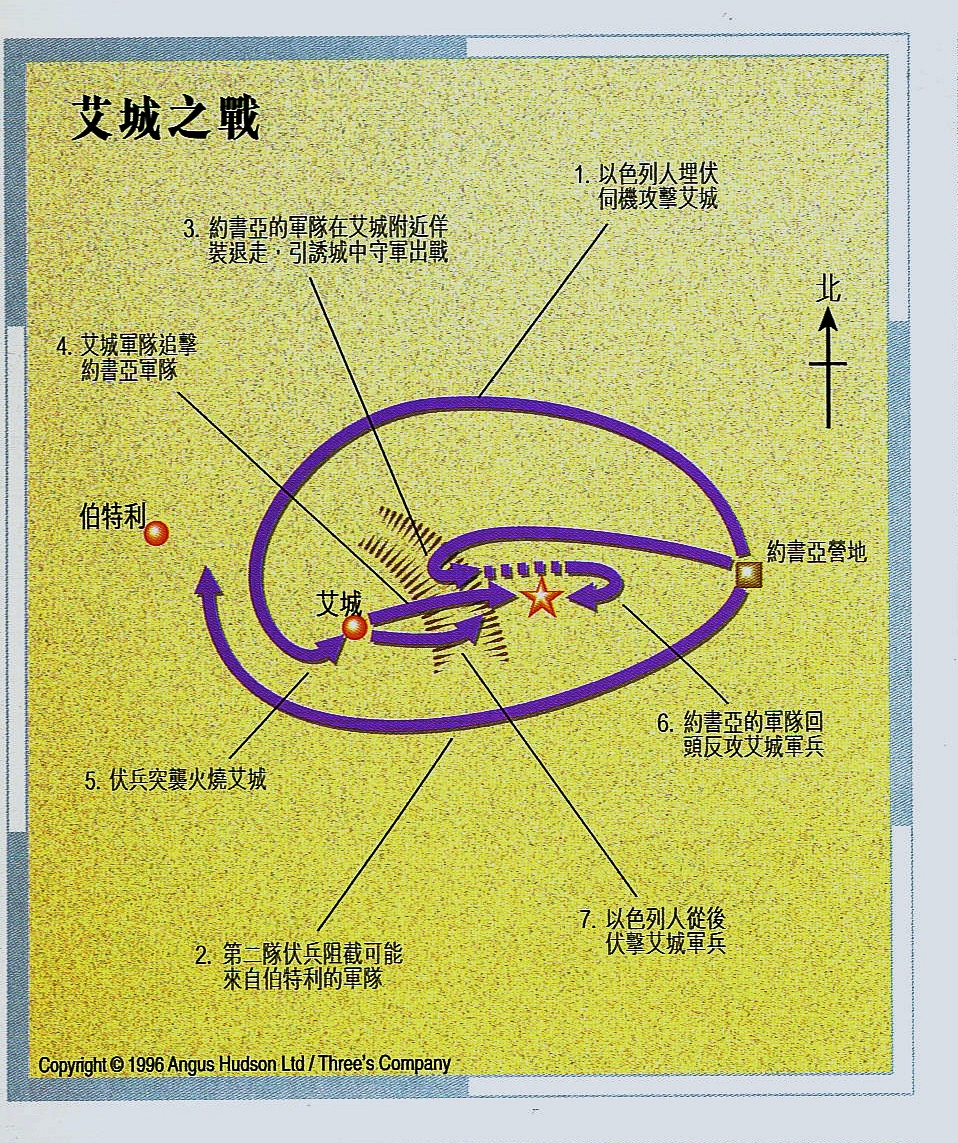 艾城之戰
1. 以色列人埋伏
伺機攻擊艾城
3. 約書亞的軍隊在艾城附近佯
裝退走，引誘城中守軍出戰
北
4. 艾城軍隊追擊
約書亞軍隊
伯特利
約書亞營地
艾城
6. 約書亞的軍隊回
頭反攻艾城軍兵
5. 伏兵突襲火燒艾城
7. 以色列人從後
伏擊艾城軍兵
2. 第二隊伏兵阻截可能
來自伯特利的軍隊
Copyright © 1996 Angus Hudson Ltd / Three's Company